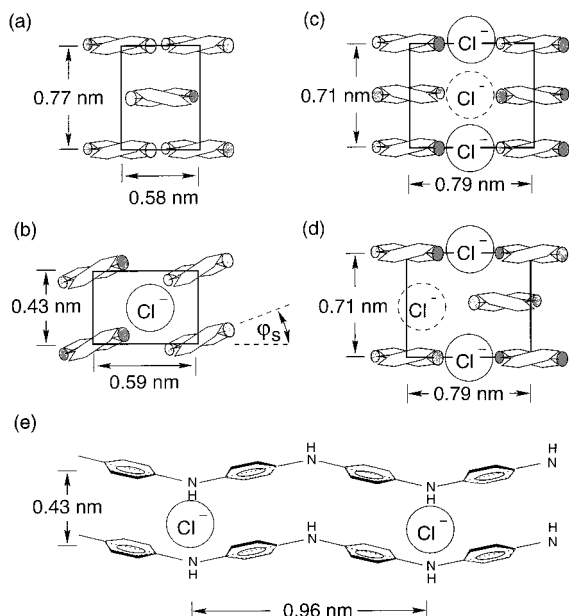 (a)
0.77 nm
0.58 nm
(b)
0.43 nm
Cl⁻
φs
0.59 nm
(c)
Cl⁻
0.71 nm
Cl⁻
Cl⁻
0.79 nm
(d)
Cl⁻
0.71 nm
Cl⁻
Cl⁻
0.79 nm
(e)
H
N
H
N
0.43 nm
N
H
N
H
Cl⁻
Cl⁻
H
N
H
N
N
H
N
H
0.96 nm